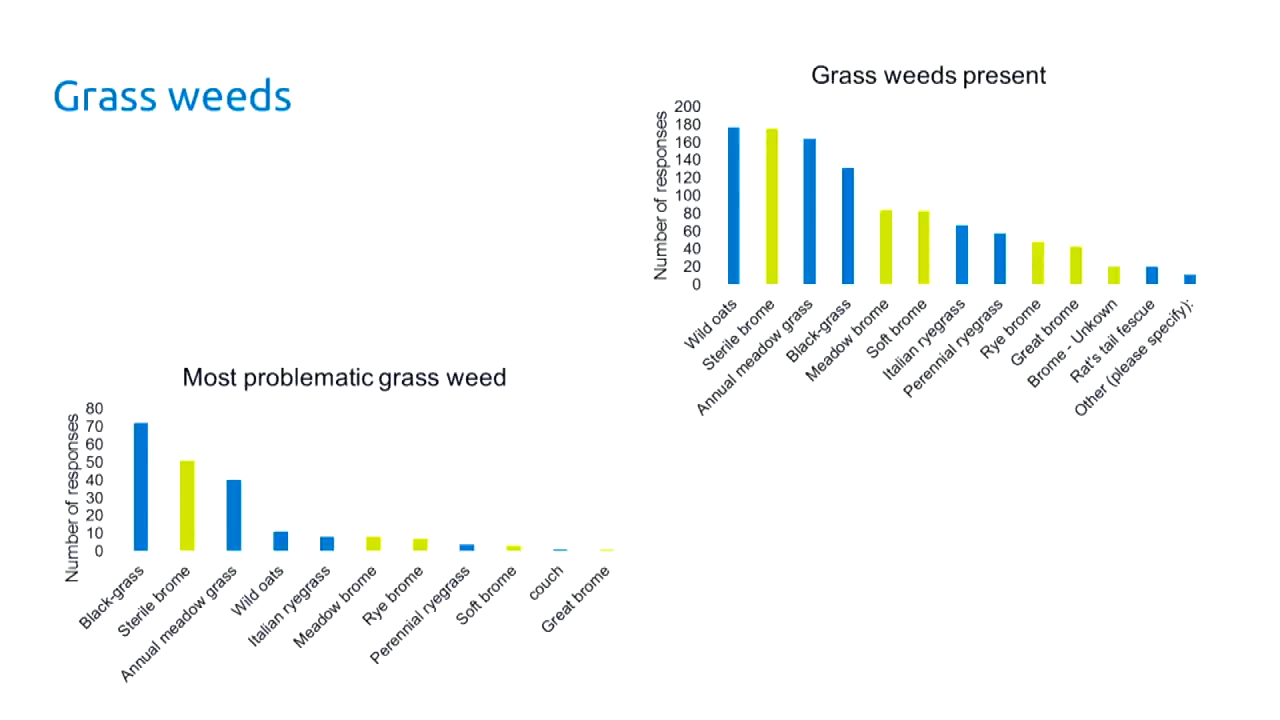 Grass weeds
Grass weeds present
Number of responses
200
180
160
140
120
100
80
60
40
20
0
Wild oats
Sterile brome
Annual meadow grass
Black-grass
Meadow brome
Soft brome
Italian ryegrass
Perennial ryegrass
Rye brome
Great brome
Brome - Unkown
Rat's tail fescue
Other (please specify):
Most problematic grass weed
Number of responses
80
70
60
50
40
30
20
10
0
Black-grass
Sterile brome
Annual meadow grass
Wild oats
Italian ryegrass
Meadow brome
Rye brome
Perennial ryegrass
Soft brome
couch
Great brome